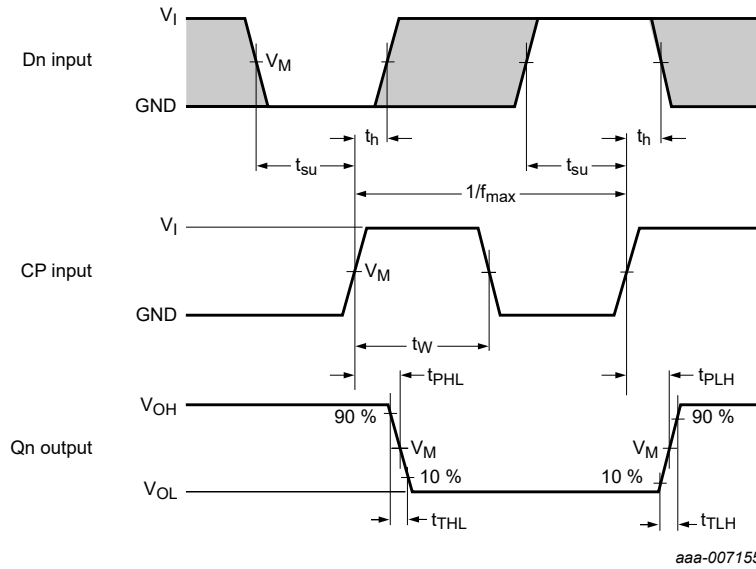 V_I
Dn input
V_M
GND
t_h
t_h
t_su
t_su
1/f_max
V_I
CP input
V_M
GND
t_W
t_PHL
t_PLH
V_OH
90 %
90 %
Qn output
V_M
V_M
10 %
10 %
V_OL
t_THL
t_TLH
aaa-007155